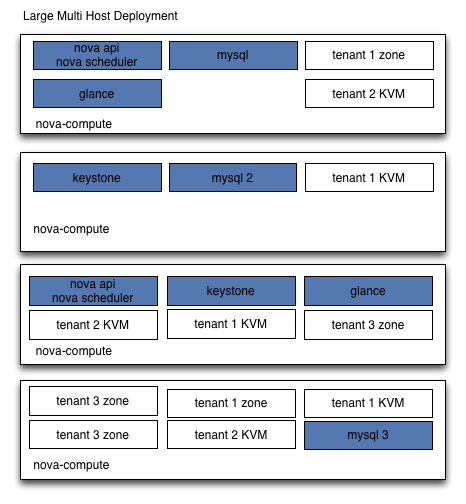 Large Multi Host Deployment
nova api
nova scheduler
mysql
tenant 1 zone
glance
tenant 2 KVM
nova-compute
keystone
mysql 2
tenant 1 KVM
nova-compute
nova api
nova scheduler
keystone
glance
tenant 2 KVM
tenant 1 KVM
tenant 3 zone
nova-compute
tenant 3 zone
tenant 1 zone
tenant 1 KVM
tenant 3 zone
tenant 2 KVM
mysql 3
nova-compute